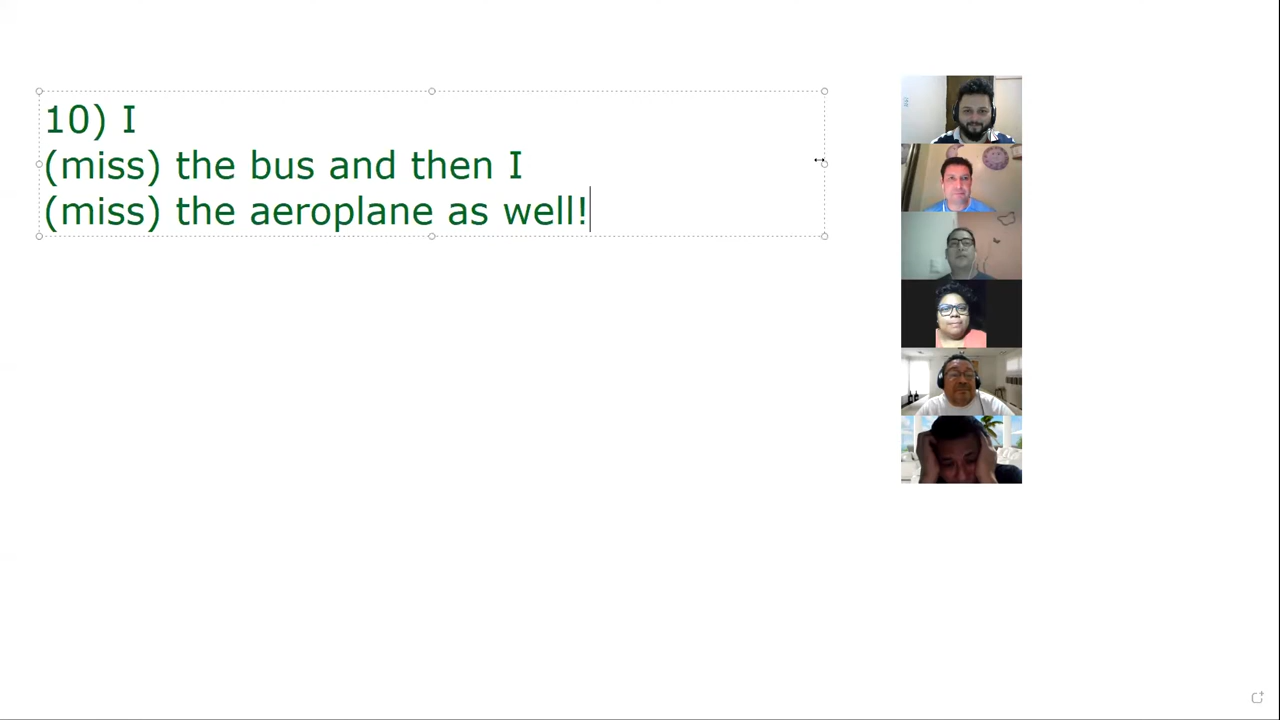 10) I
(miss) the bus and then I
(miss) the aeroplane as well!